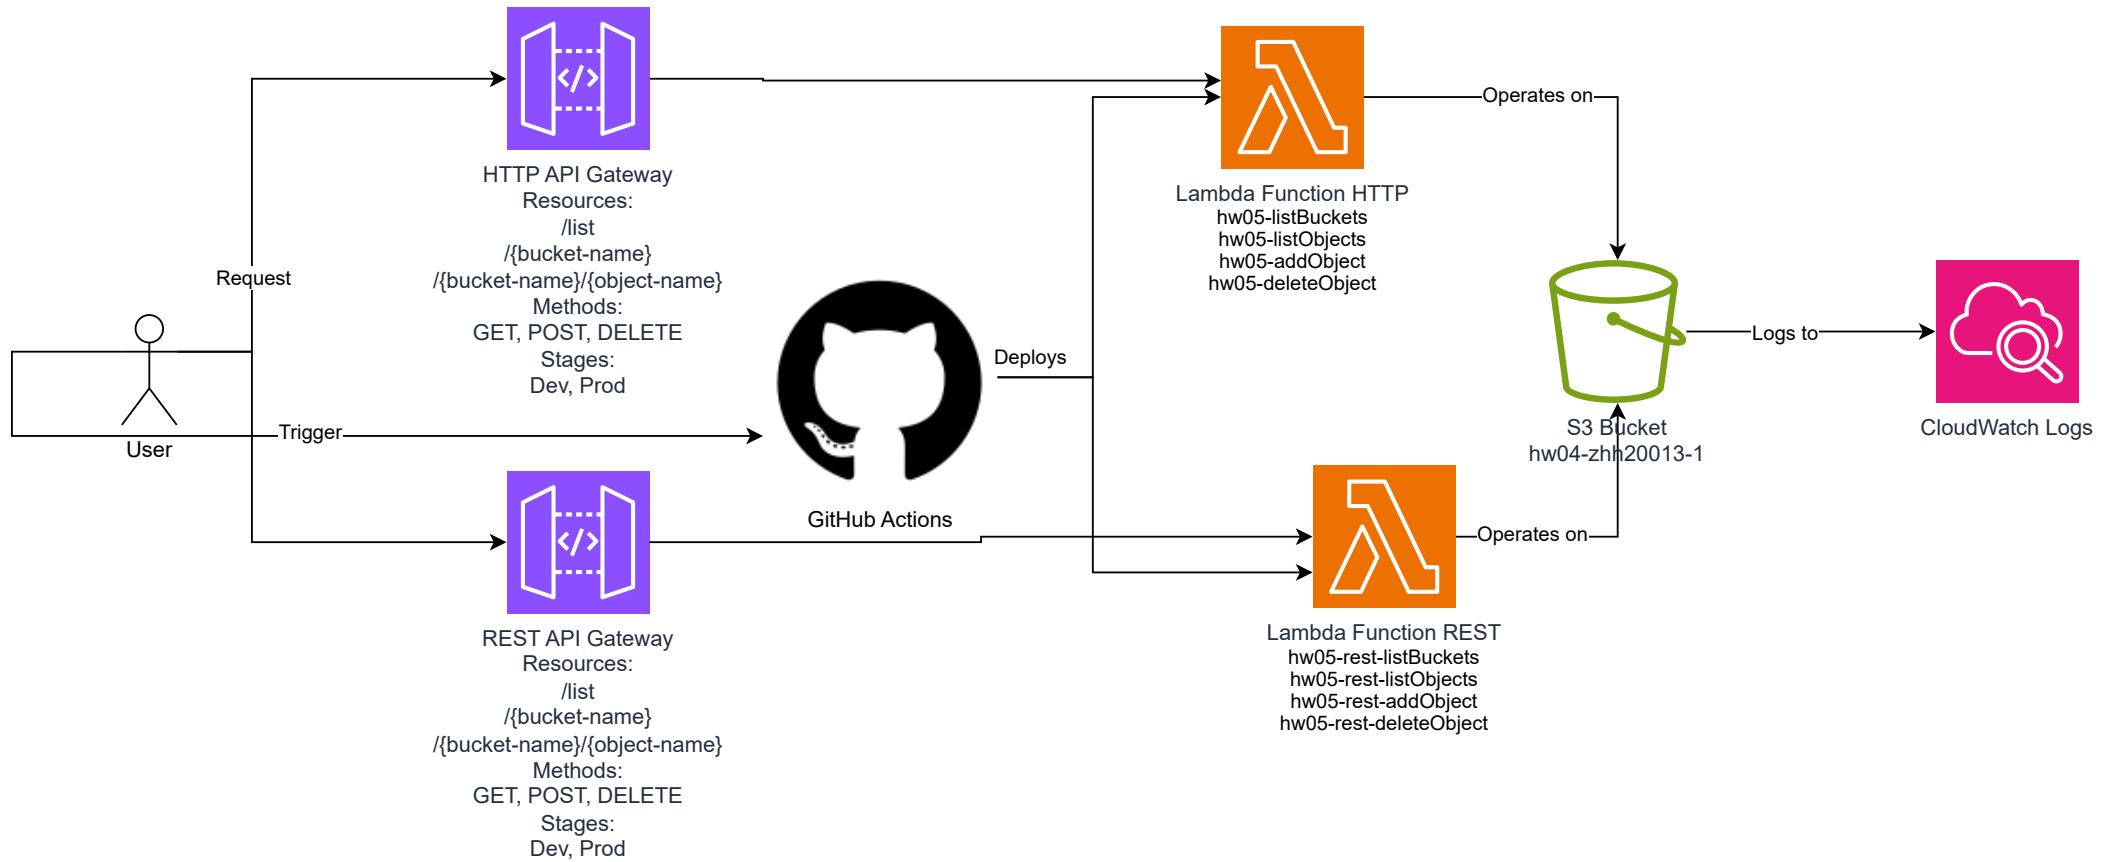 HTTP API Gateway
Resources:
/list
/{bucket-name}
/{bucket-name}/{object-name}
Methods:
GET, POST, DELETE
Stages:
Dev, Prod
Request
User
Trigger
GitHub Actions
Deploys
REST API Gateway
Resources:
/list
/{bucket-name}
/{bucket-name}/{object-name}
Methods:
GET, POST, DELETE
Stages:
Dev, Prod
Lambda Function HTTP
hw05-listBuckets
hw05-listObjects
hw05-addObject
hw05-deleteObject
Operates on
Lambda Function REST
hw05-rest-listBuckets
hw05-rest-listObjects
hw05-rest-addObject
hw05-rest-deleteObject
Operates on
S3 Bucket
hw04-zhh20013-1
Logs to
CloudWatch Logs